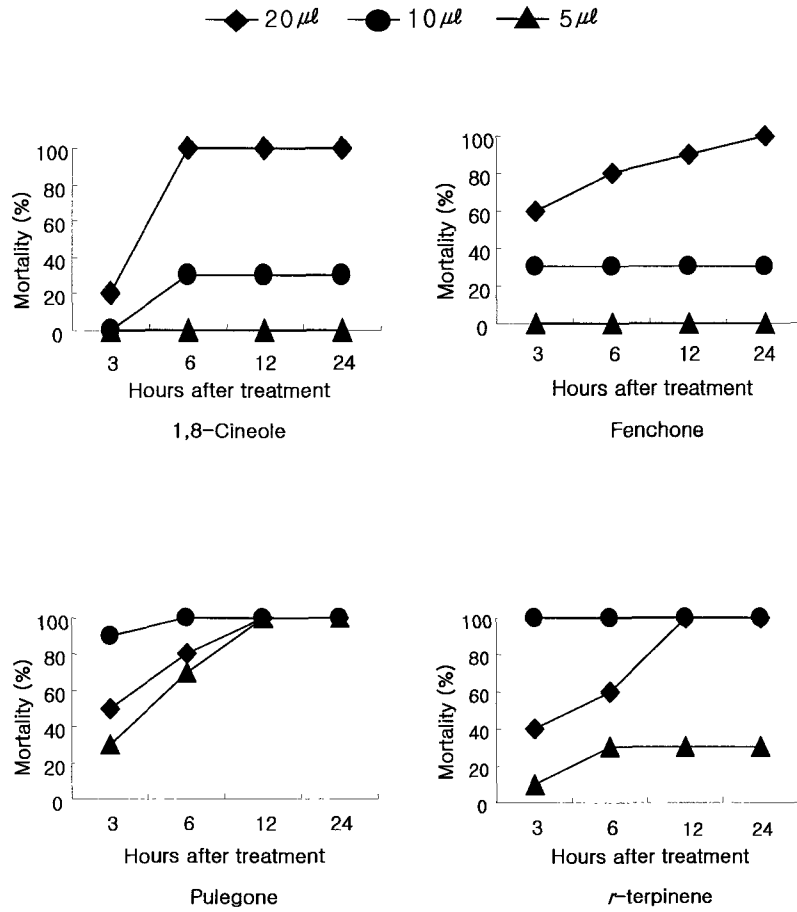 20㎕ 10㎕ 5㎕
100
80
60
40
20
0
Mortality (%)
3 6 12 24
Hours after treatment
1,8-Cineole
100
80
60
40
20
0
Mortality (%)
3 6 12 24
Hours after treatment
Fenchone
100
80
60
40
20
0
Mortality (%)
3 6 12 24
Hours after treatment
Pulegone
100
80
60
40
20
0
Mortality (%)
3 6 12 24
Hours after treatment
r-terpinene